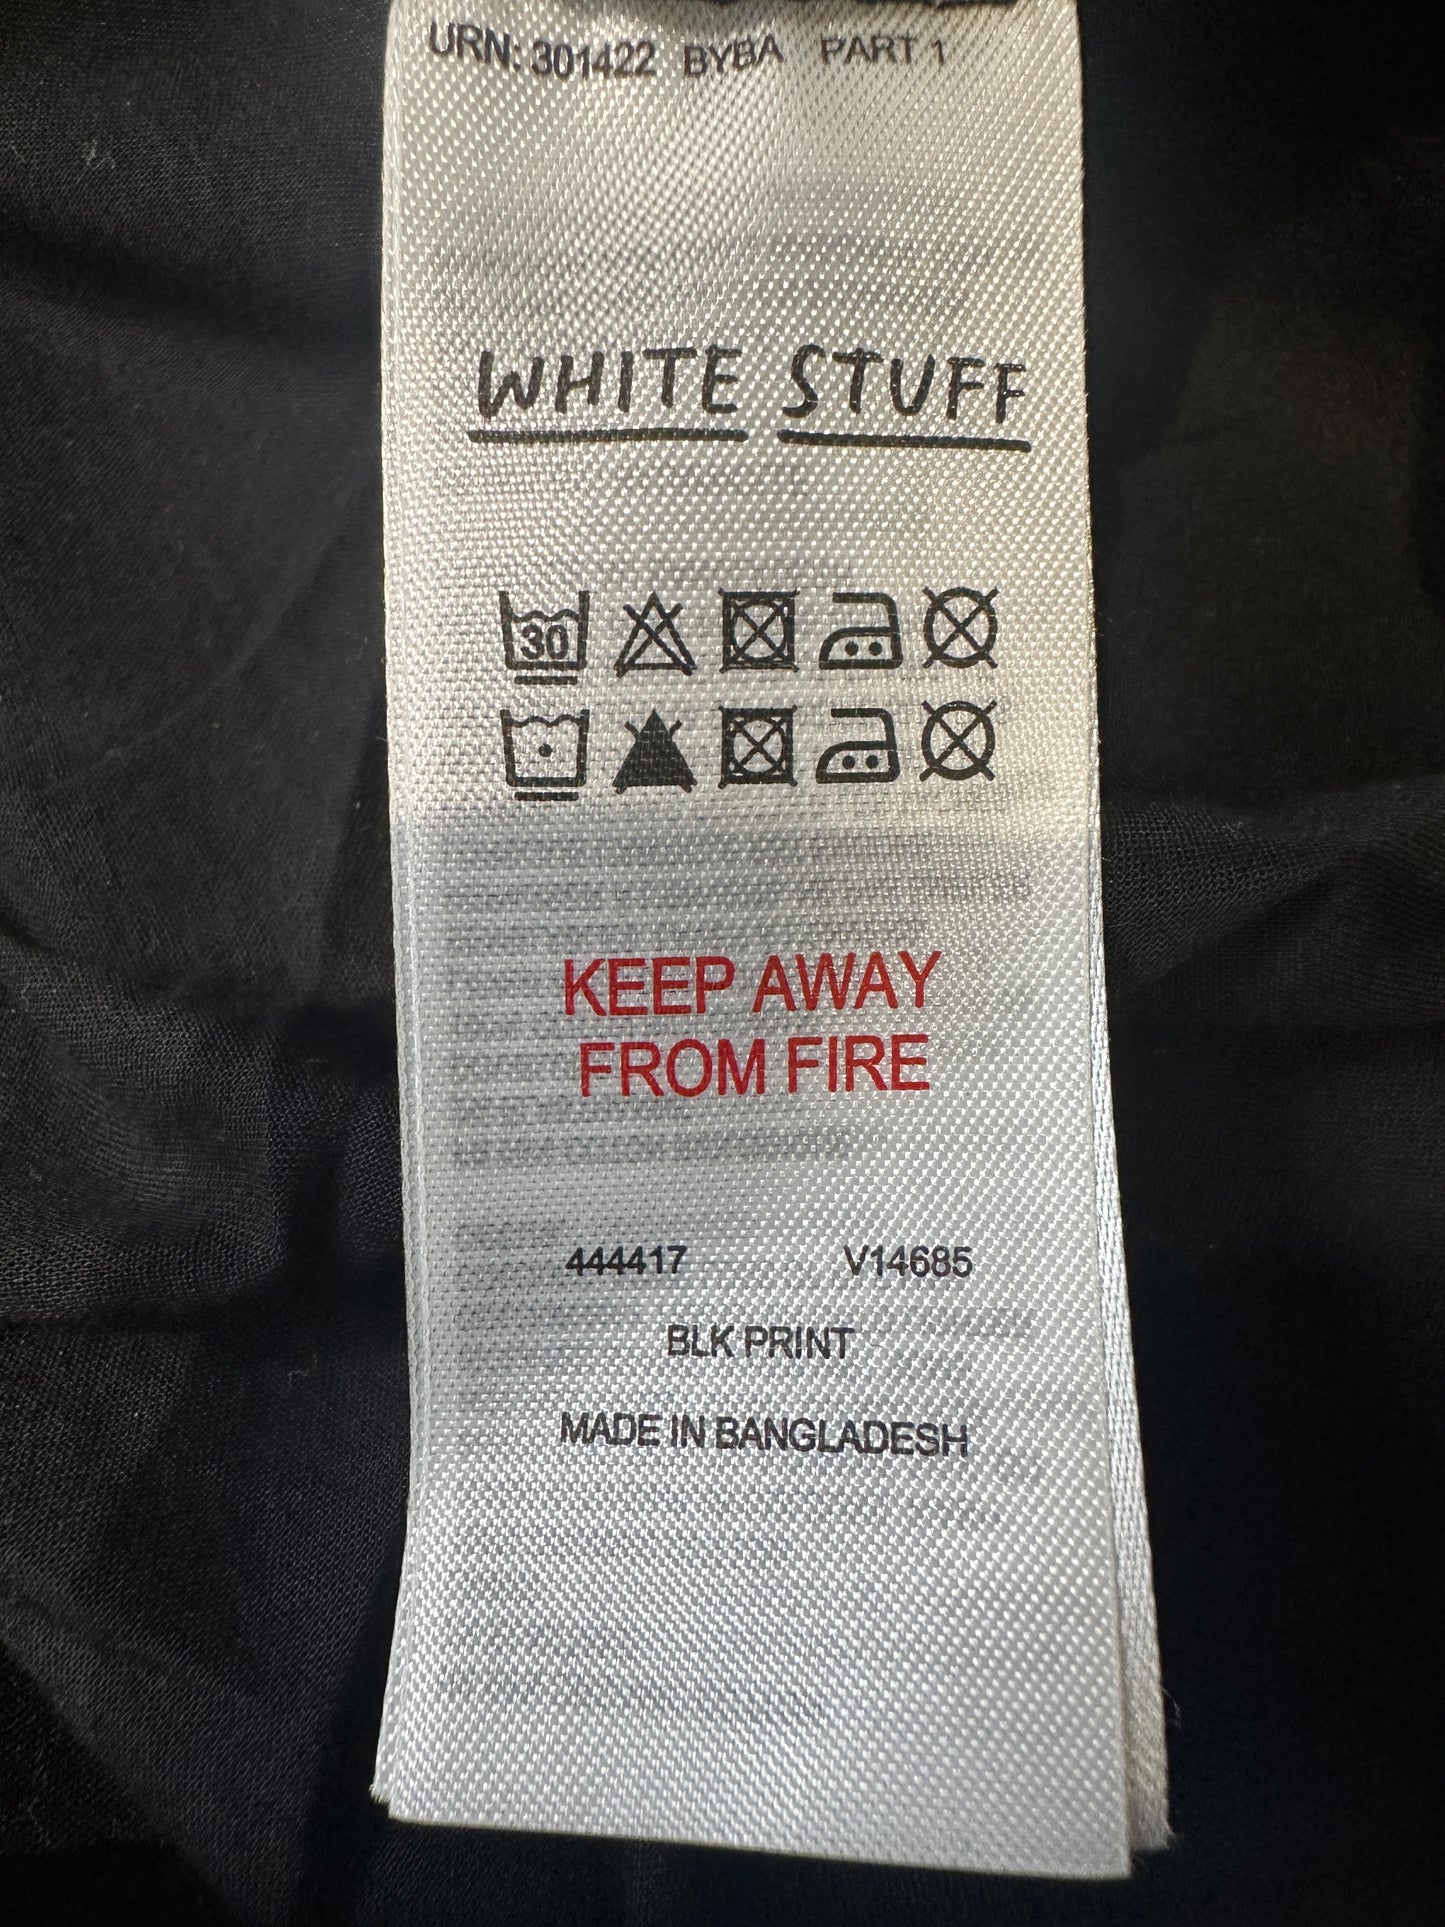 URN: 301422 BYBA PART 1
WHITE STUFF
30
KEEP AWAY
FROM FIRE
444417 V14685
BLK PRINT
MADE IN BANGLADESH